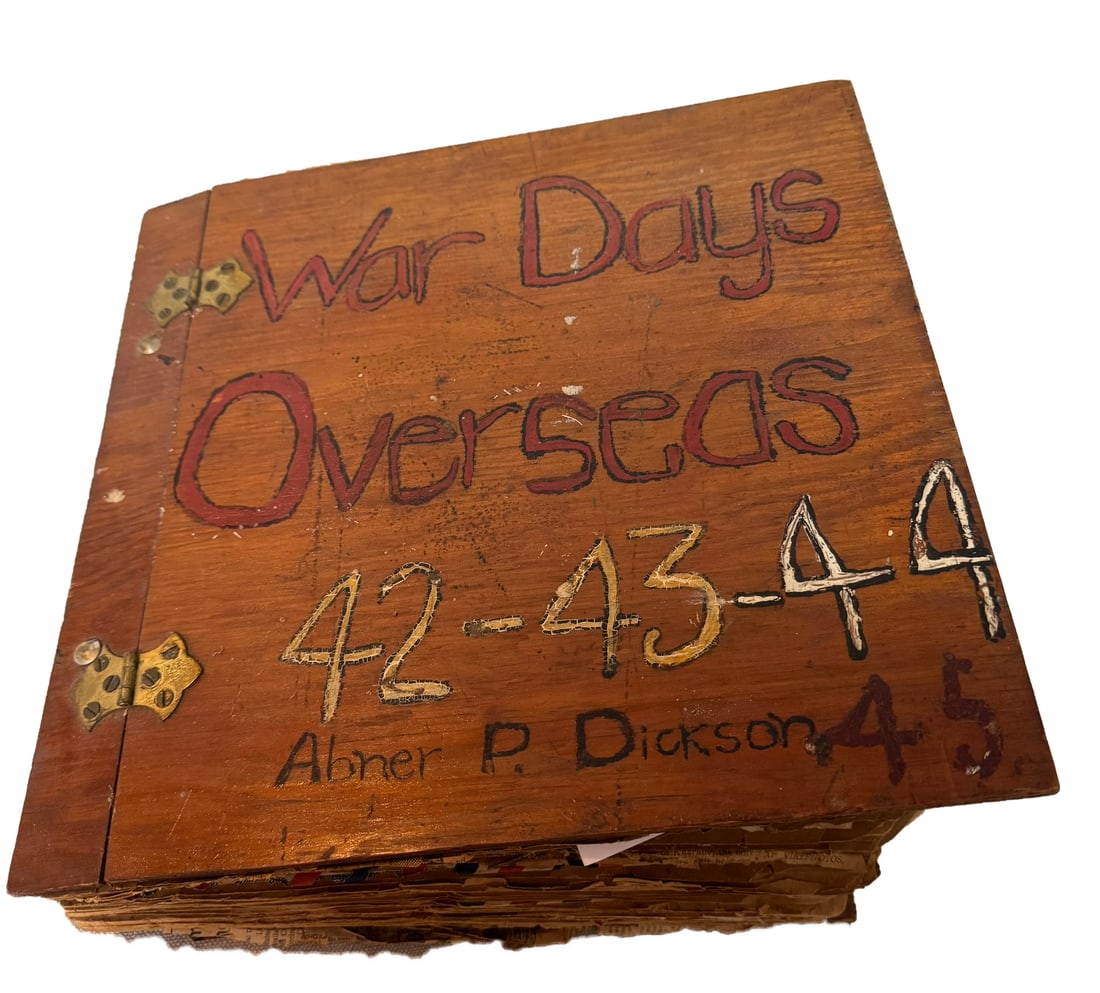 War Days
Overseas
42-43-44
Abner P. Dickson 45